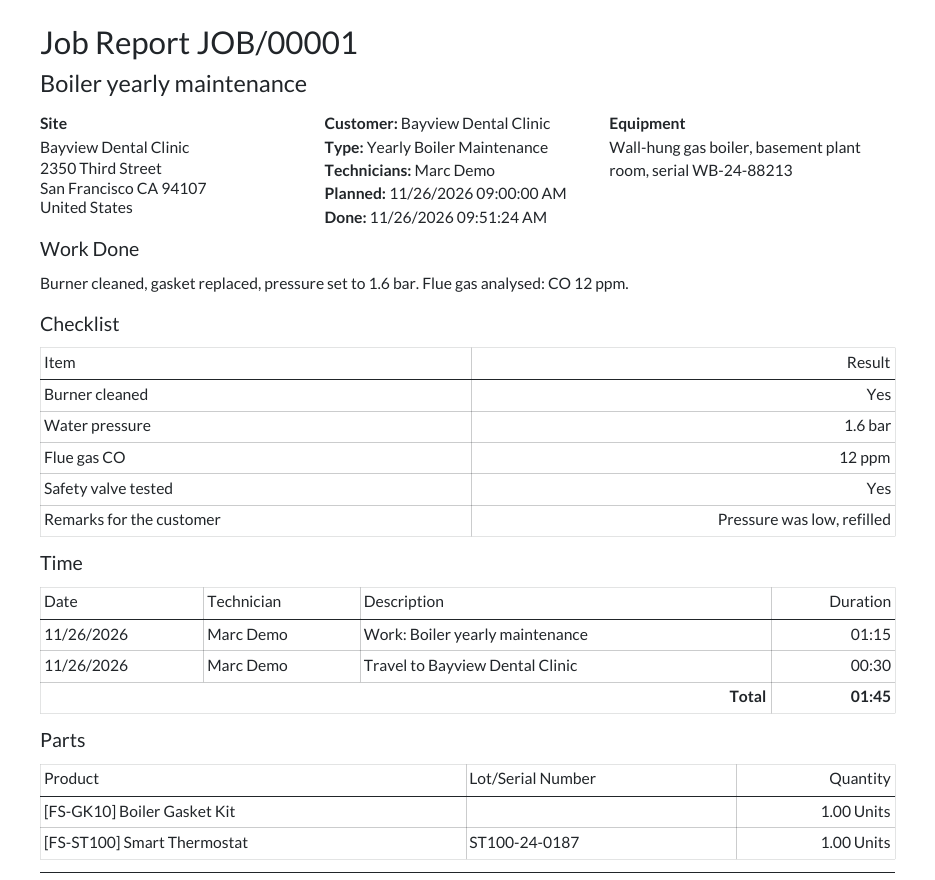 Job Report JOB/00001
Boiler yearly maintenance
Site
Bayview Dental Clinic
2350 Third Street
San Francisco CA 94107
United States
Customer: Bayview Dental Clinic
Type: Yearly Boiler Maintenance
Technicians: Marc Demo
Planned: 11/26/2026 09:00:00 AM
Done: 11/26/2026 09:51:24 AM
Equipment
Wall-hung gas boiler, basement plant
room, serial WB-24-88213
Work Done
Burner cleaned, gasket replaced, pressure set to 1.6 bar. Flue gas analysed: CO 12 ppm.
Checklist
Item Result
Burner cleaned Yes
Water pressure 1.6 bar
Flue gas CO 12 ppm
Safety valve tested Yes
Remarks for the customer Pressure was low, refilled
Time
Date Technician Description Duration
11/26/2026 Marc Demo Work: Boiler yearly maintenance 01:15
11/26/2026 Marc Demo Travel to Bayview Dental Clinic 00:30
Total 01:45
Parts
Product Lot/Serial Number Quantity
[FS-GK10] Boiler Gasket Kit 1.00 Units
[FS-ST100] Smart Thermostat ST100-24-0187 1.00 Units